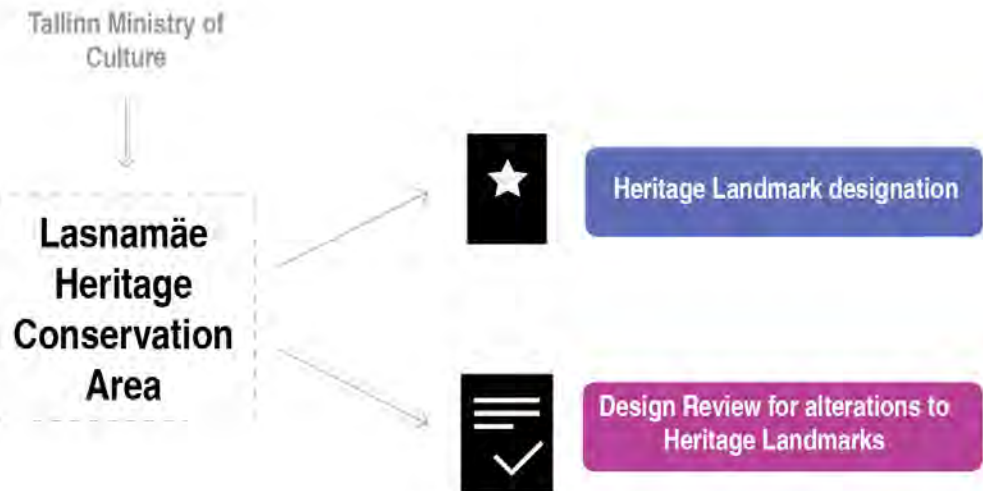 Tallinn Ministry of
Culture
Lasnamäe
Heritage
Conservation
Area
Heritage Landmark designation
Design Review for alterations to
Heritage Landmarks